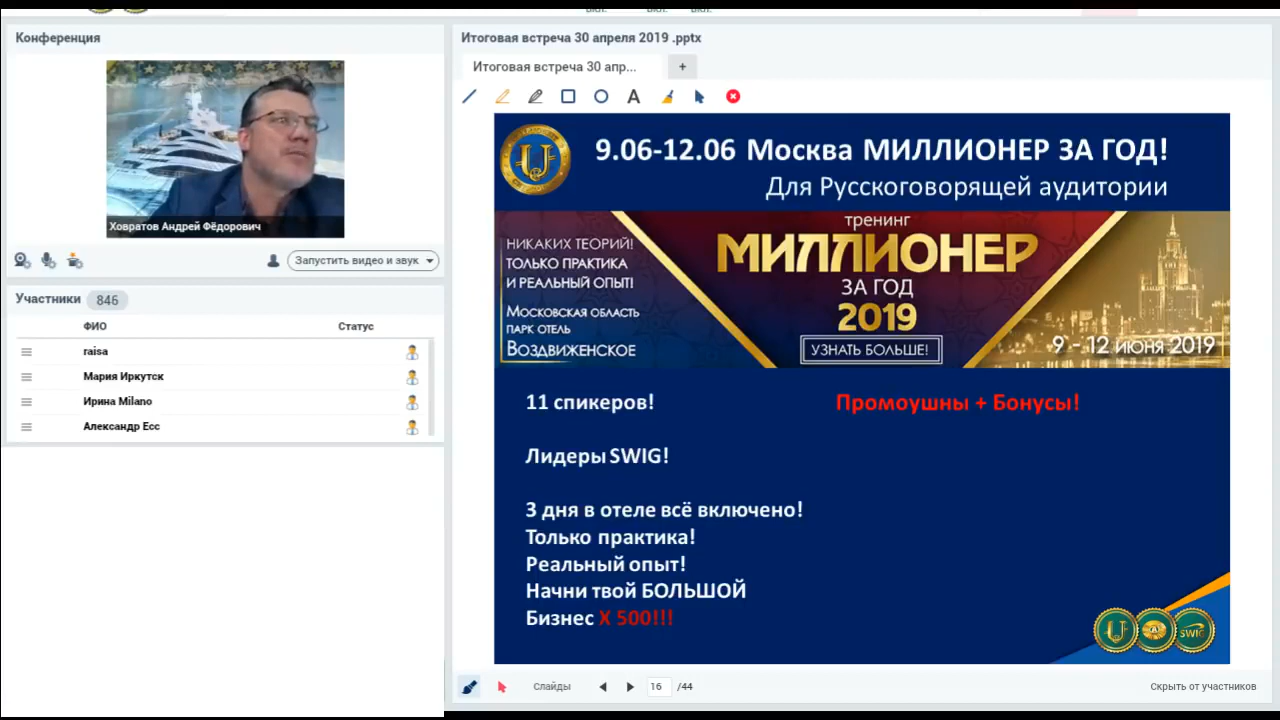 Конференция
Ховратов Андрей Фёдорович
Запустить видео и звук
Участники 846
ФИО Статус
raisa
Мария Иркутск
Ирина Milano
Александр Есс
Итоговая встреча 30 апреля 2019 .pptx
Итоговая встреча 30 апр... +
A
9.06-12.06 Москва МИЛЛИОНЕР ЗА ГОД!
Для Русскоговорящей аудитории
НИКАКИХ ТЕОРИЙ!
ТОЛЬКО ПРАКТИКА
И РЕАЛЬНЫЙ ОПЫТ!
МОСКОВСКАЯ ОБЛАСТЬ
ПАРК ОТЕЛЬ
ВОЗДВИЖЕНСКОЕ
тренинг
МИЛЛИОНЕР
ЗА ГОД
2019
УЗНАТЬ БОЛЬШЕ!
9 - 12 ИЮНЯ 2019
11 спикеров!
Промоушны + Бонусы!
Лидеры SWIG!
3 дня в отеле всё включено!
Только практика!
Реальный опыт!
Начни твой БОЛЬШОЙ
Бизнес X 500!!!
SWIG
Слайды 16 /44
Скрыть от участников